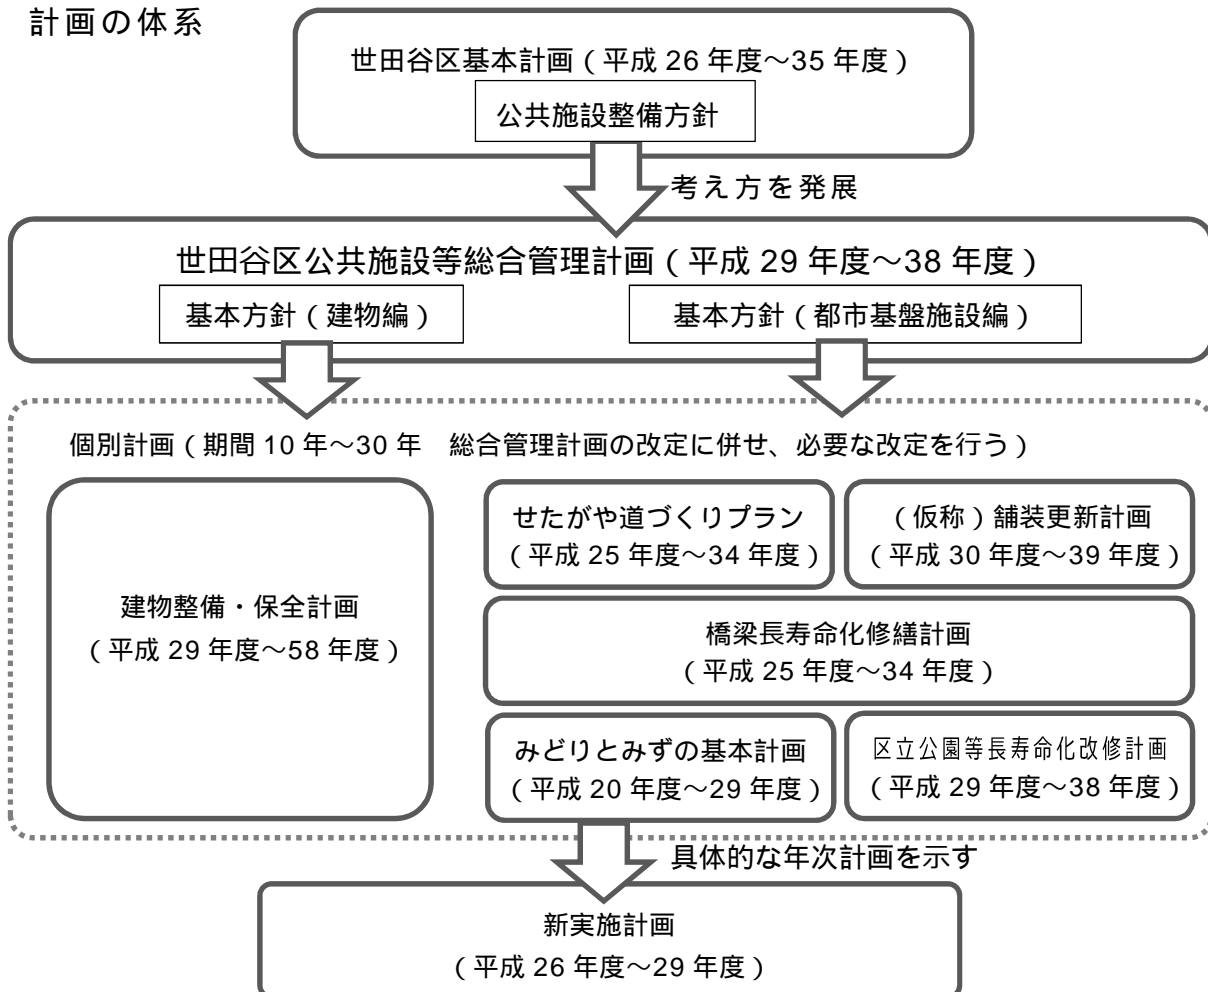 計画の体系
世田谷区基本計画（平成 26 年度～35 年度）
公共施設整備方針
考え方を発展
世田谷区公共施設等総合管理計画（平成 29 年度～38 年度）
基本方針（建物編）
基本方針（都市基盤施設編）
個別計画（期間 10 年～30 年　総合管理計画の改定に併せ、必要な改定を行う）
建物整備・保全計画
（平成 29 年度～58 年度）
せたがや道づくりプラン
（平成 25 年度～34 年度）
（仮称）舗装更新計画
（平成 30 年度～39 年度）
橋梁長寿命化修繕計画
（平成 25 年度～34 年度）
みどりとみずの基本計画
（平成 20 年度～29 年度）
区立公園等長寿命化改修計画
（平成 29 年度～38 年度）
具体的な年次計画を示す
新実施計画
（平成 26 年度～29 年度）